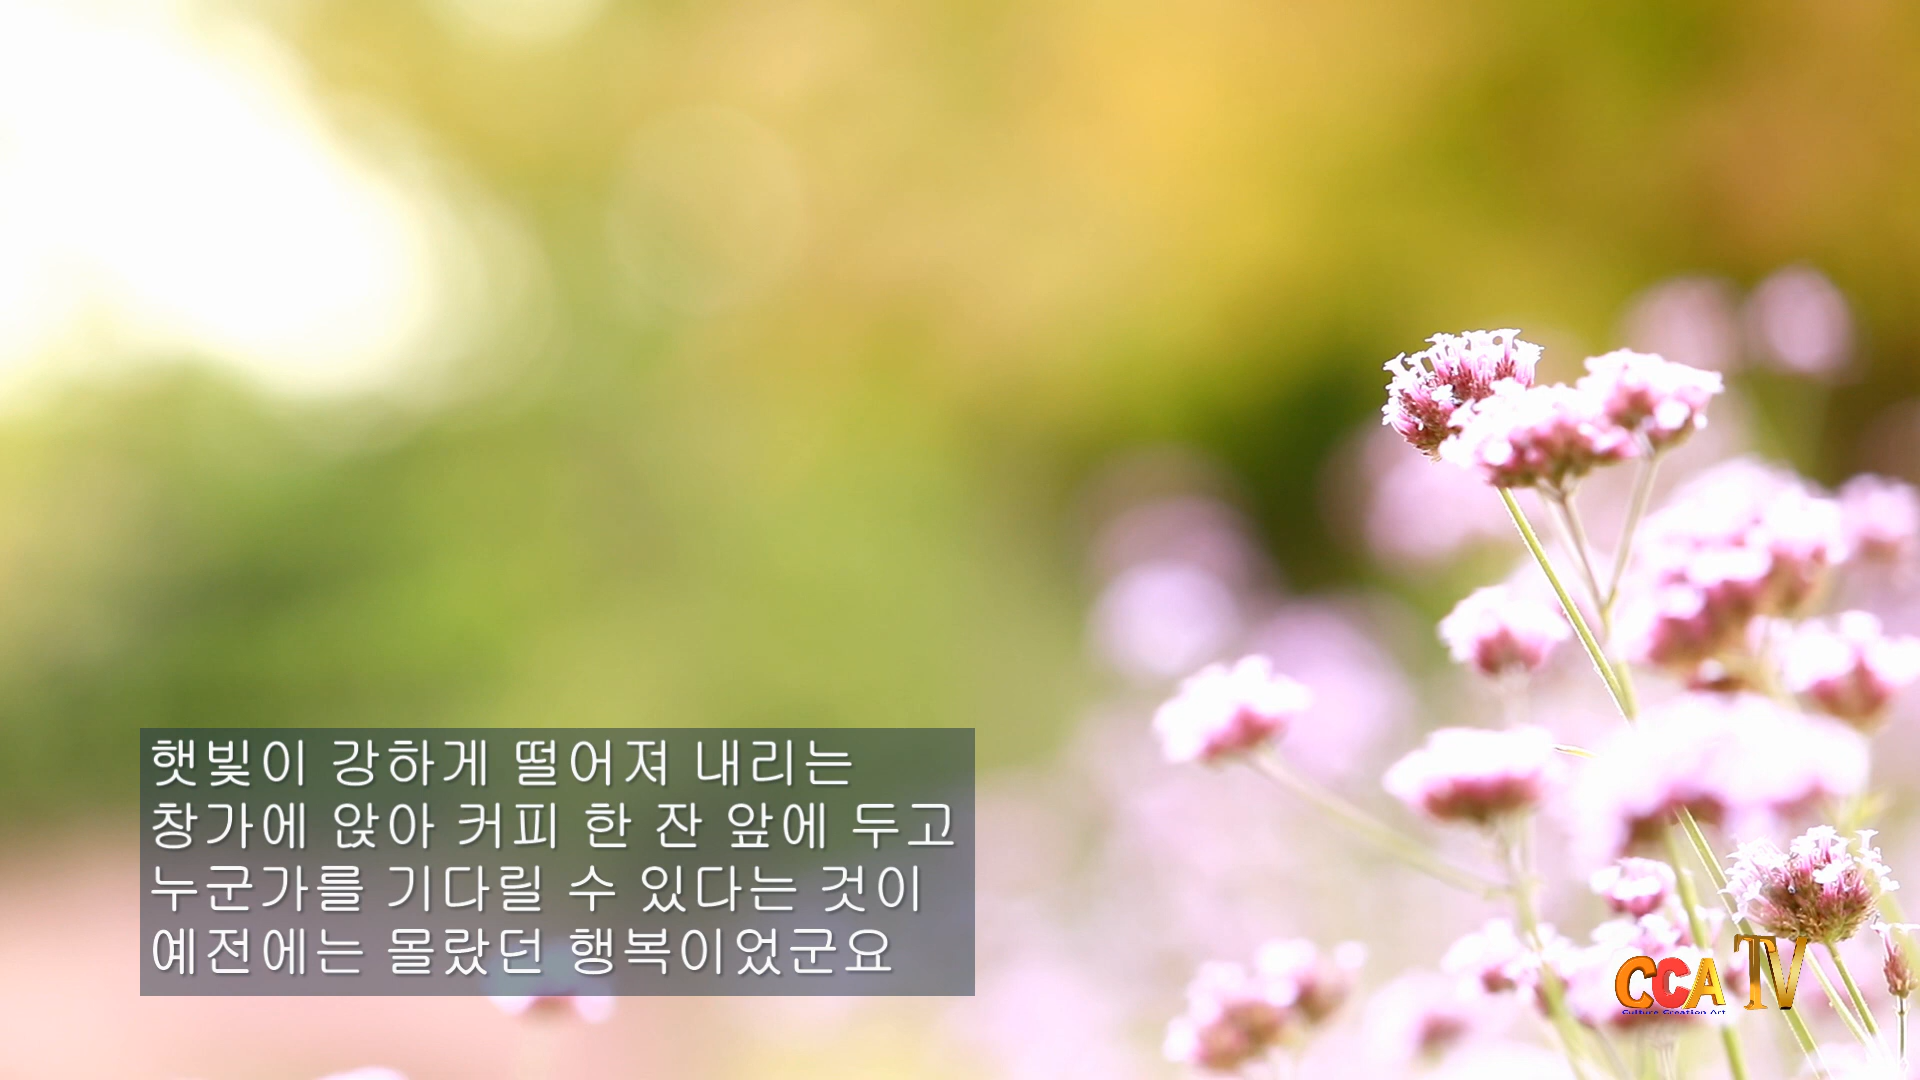 햇빛이 강하게 떨어져 내리는
창가에 앉아 커피 한 잔 앞에 두고
누군가를 기다릴 수 있다는 것이
예전에는 몰랐던 행복이었군요
CCA TV
Culture Creation Art